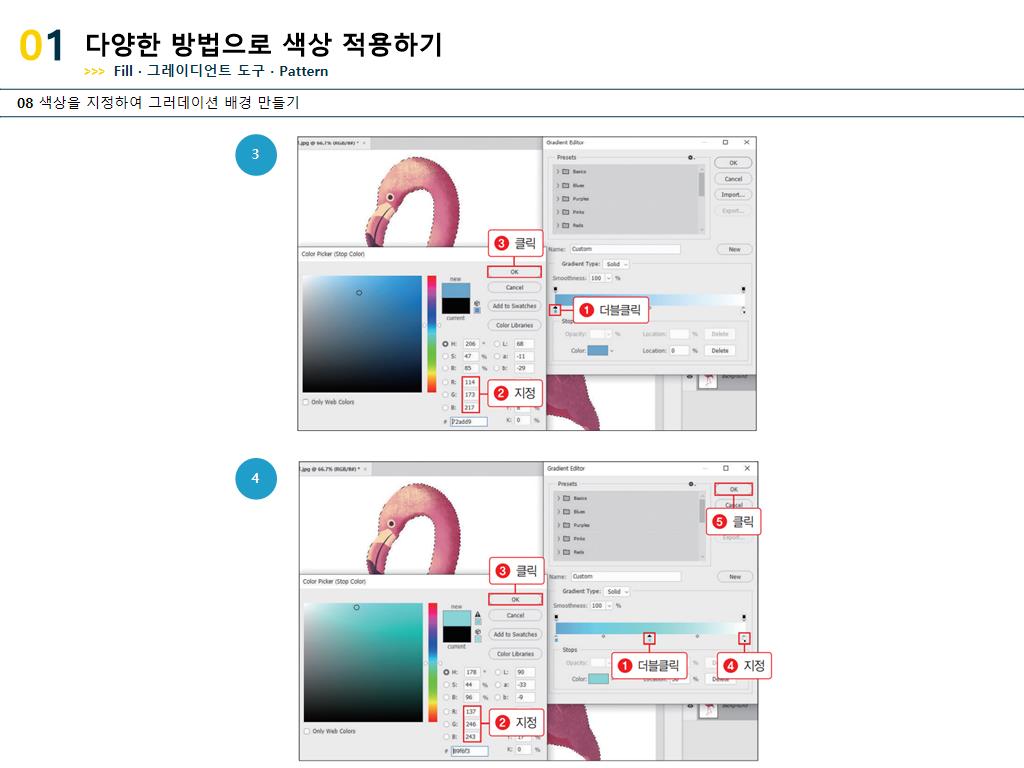 01 다양한 방법으로 색상 적용하기
>>> Fill · 그레이디언트 도구 · Pattern
08 색상을 지정하여 그러데이션 배경 만들기
3
.jpg @ 66.7% (RGB/8#) * ×
Gradient Editor
Presets
Basics
Blues
Purples
Pinks
Reds
OK
Cancel
Import...
Export...
Name: Custom
New
Gradient Type: Solid
Smoothness: 100 %
1 더블클릭
Stops
Opacity: % Location: % Delete
Color: Location: 0 % Delete
Color Picker (Stop Color)
3 클릭
new
current
OK
Cancel
Add to Swatches
Color Libraries
H: 206 ° L: 68
S: 47 % a: -11
B: 85 % b: -29
R: 114
G: 173
B: 217
2 지정
K: 0 %
# 72add9
Only Web Colors
Background
4
.jpg @ 66.7% (RGB/8#) * ×
Gradient Editor
Presets
Basics
Blues
Purples
Pinks
Reds
OK
Cancel
5 클릭
Export...
Name: Custom
New
Gradient Type: Solid
Smoothness: 100 %
1 더블클릭
4 지정
Stops
Opacity:
Color: Location: 50 % Delete
Color Picker (Stop Color)
3 클릭
new
current
OK
Cancel
Add to Swatches
Color Libraries
H: 178 ° L: 90
S: 44 % a: -33
B: 96 % b: -9
R: 137
G: 246
B: 243
2 지정
K: 0 %
# 89f6f3
Only Web Colors
Background